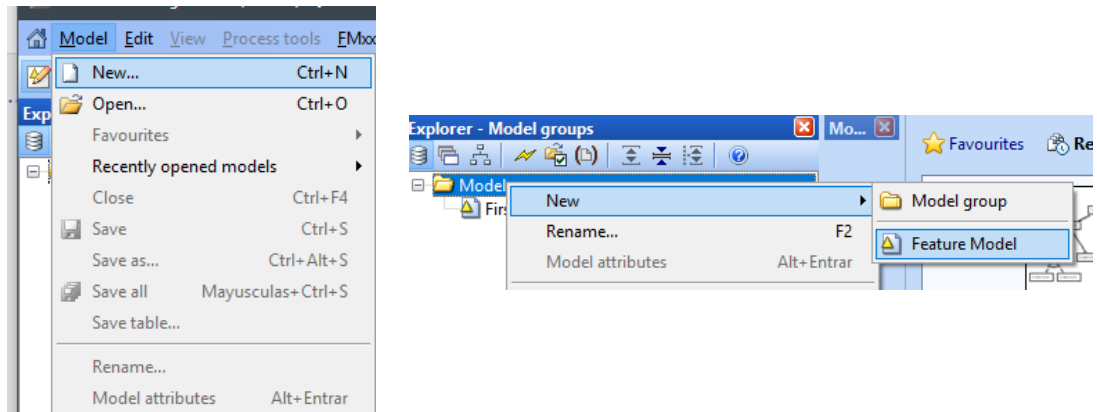 Model Edit View Process tools FMxx
New... Ctrl+N
Open... Ctrl+O
Favourites
Recently opened models
Close Ctrl+F4
Save Ctrl+S
Save as... Ctrl+Alt+S
Save all Mayusculas+Ctrl+S
Save table...
Rename...
Model attributes Alt+Entrar
Exp
Explorer - Model groups
Mo...
Favourites Re
Model
Firs
New
Rename... F2
Model attributes Alt+Entrar
Model group
Feature Model